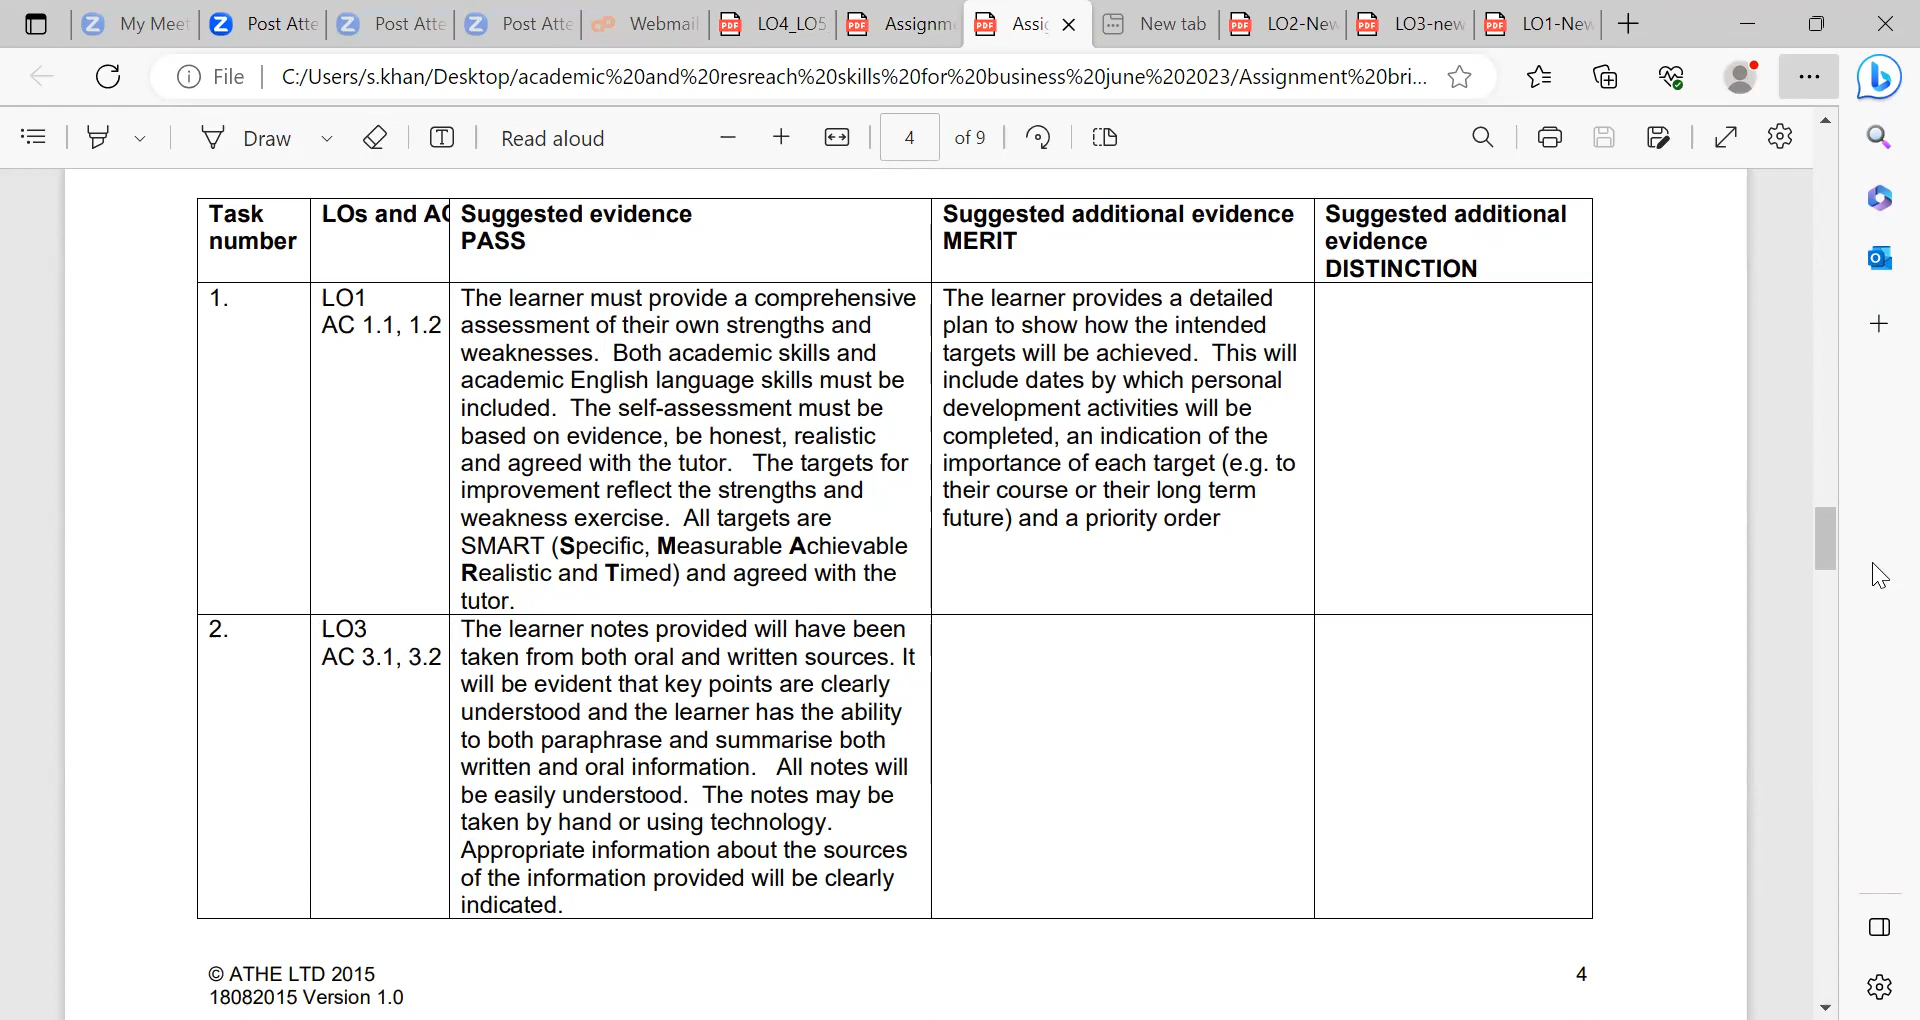 My Meet
Post Atte
Post Atte
Post Atte
Webmail
LO4_LO5
Assignm
Assig
New tab
LO2-New
LO3-new
LO1-New
File
C:/Users/s.khan/Desktop/academic%20and%20resreach%20skills%20for%20business%20june%202023/Assignment%20bri...
Draw
Read aloud
4
of 9
Task
number
LOs and AC
Suggested evidence
PASS
Suggested additional evidence
MERIT
Suggested additional
evidence
DISTINCTION
1.
LO1
AC 1.1, 1.2
The learner must provide a comprehensive
assessment of their own strengths and
weaknesses.  Both academic skills and
academic English language skills must be
included.  The self-assessment must be
based on evidence, be honest, realistic
and agreed with the tutor.   The targets for
improvement reflect the strengths and
weakness exercise.  All targets are
SMART (Specific, Measurable Achievable
Realistic and Timed) and agreed with the
tutor.
The learner provides a detailed
plan to show how the intended
targets will be achieved.  This will
include dates by which personal
development activities will be
completed, an indication of the
importance of each target (e.g. to
their course or their long term
future) and a priority order
2.
LO3
AC 3.1, 3.2
The learner notes provided will have been
taken from both oral and written sources. It
will be evident that key points are clearly
understood and the learner has the ability
to both paraphrase and summarise both
written and oral information.   All notes will
be easily understood.  The notes may be
taken by hand or using technology.
Appropriate information about the sources
of the information provided will be clearly
indicated.
© ATHE LTD 2015
18082015 Version 1.0
4